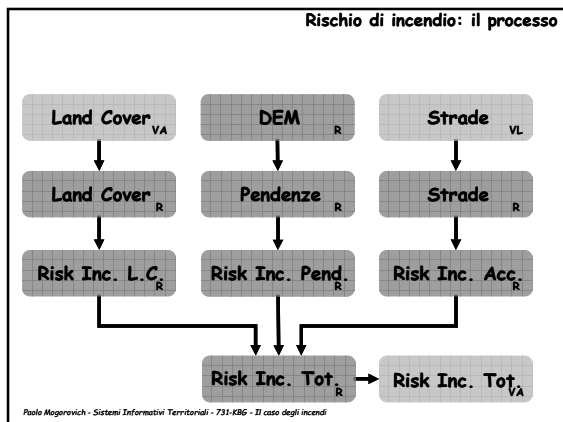 Rischio di incendio: il processo
Land Cover VA
DEM R
Strade VL
Land Cover R
Pendenze R
Strade R
Risk Inc. L.C. R
Risk Inc. Pend. R
Risk Inc. Acc. R
Risk Inc. Tot. R
Risk Inc. Tot. VA
Paolo Mogorovich - Sistemi Informativi Territoriali - 731-KBG - Il caso degli incendi